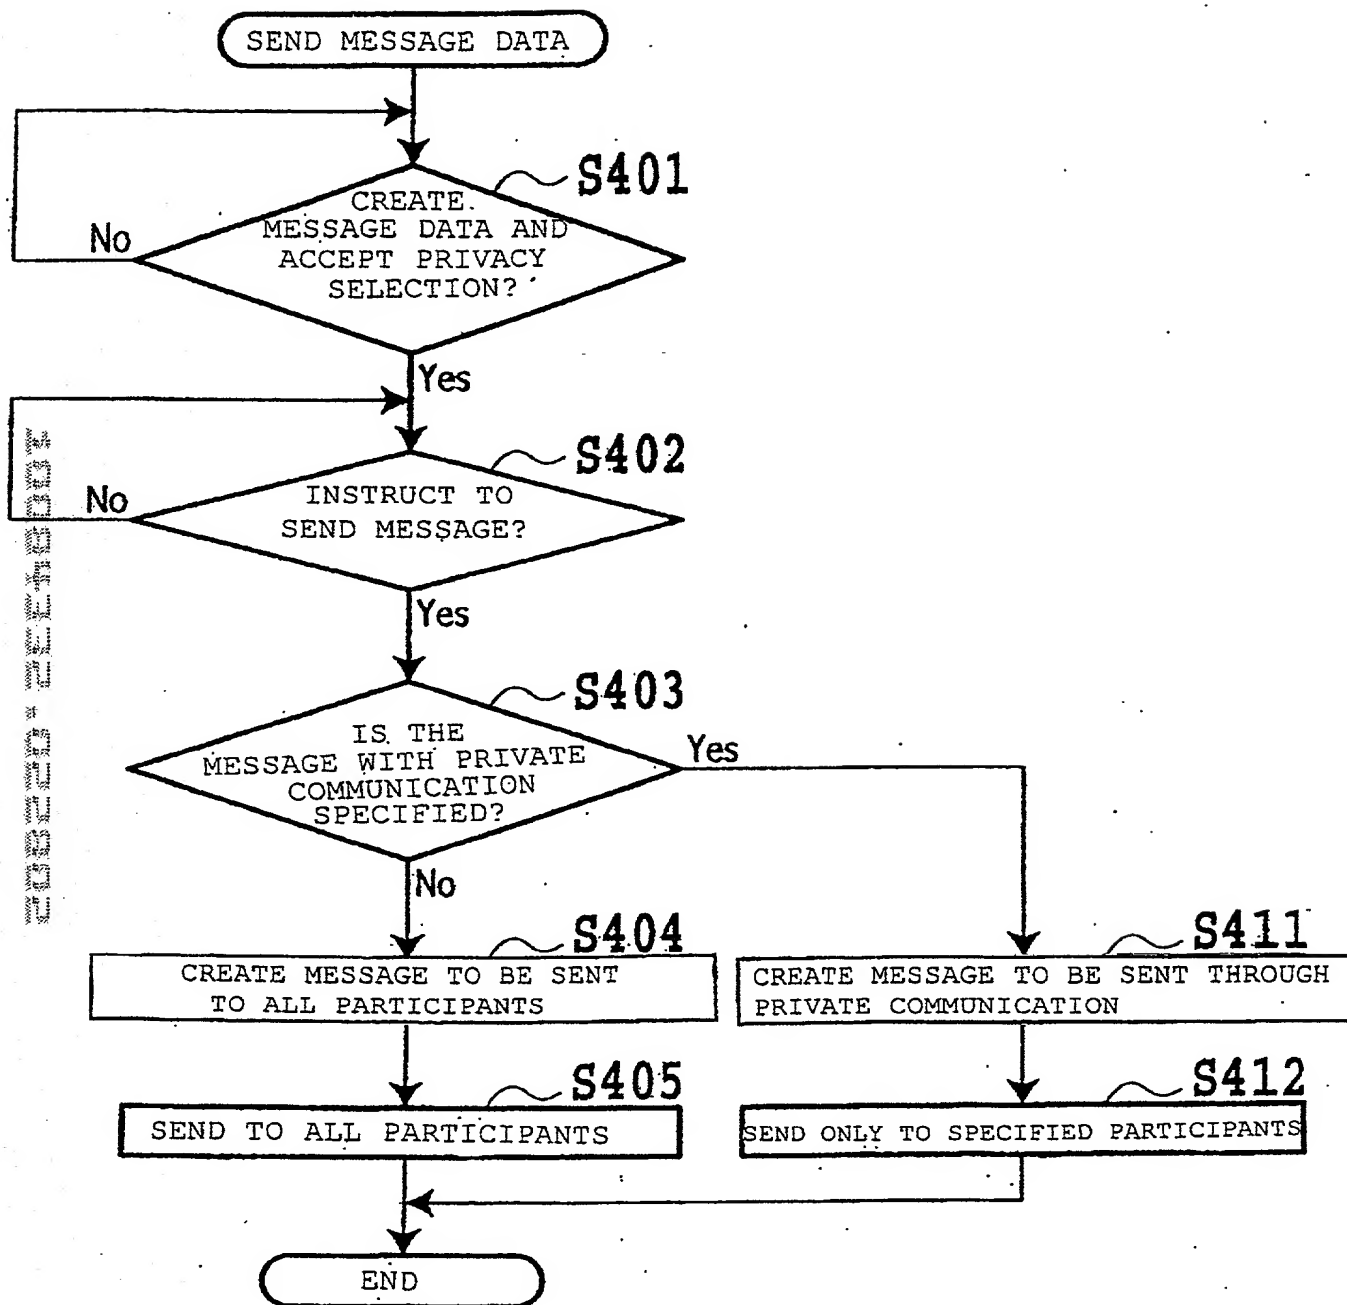 SEND MESSAGE DATA
S401
CREATE.
MESSAGE DATA AND
ACCEPT PRIVACY
SELECTION?
No
Yes
S402
INSTRUCT TO
SEND MESSAGE?
No
Yes
S403
IS THE
MESSAGE WITH PRIVATE
COMMUNICATION
SPECIFIED?
Yes
No
S404
CREATE MESSAGE TO BE SENT
TO ALL PARTICIPANTS
S411
CREATE MESSAGE TO BE SENT THROUGH
PRIVATE COMMUNICATION
S405
SEND TO ALL PARTICIPANTS
S412
SEND ONLY TO SPECIFIED PARTICIPANTS
END